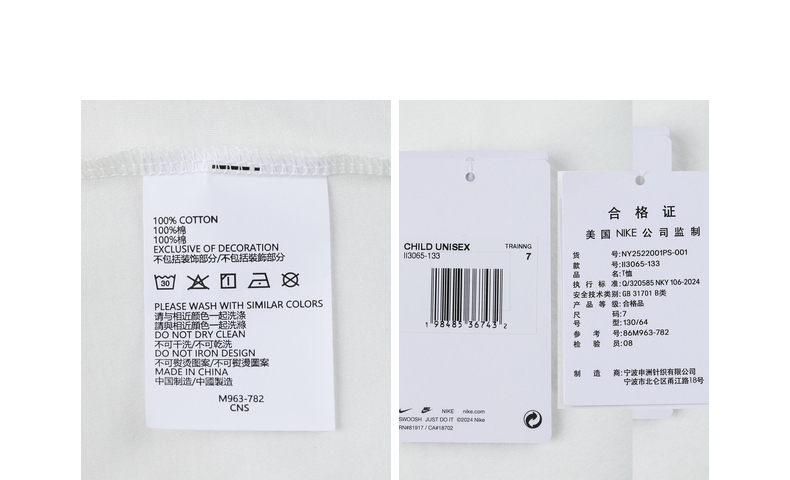 100% COTTON
100%棉
100%棉
EXCLUSIVE OF DECORATION
不包括装饰部分/不包括裝飾部分
30
PLEASE WASH WITH SIMILAR COLORS
请与相近颜色一起洗涤
請與相近顏色一起洗滌
DO NOT DRY CLEAN
不可干洗/不可乾洗
DO NOT IRON DESIGN
不可熨烫图案/不可熨燙圖案
MADE IN CHINA
中国制造/中國製造
M963-782
CNS
CHILD UNISEX
II3065-133
TRAINNG
7
1 98485 36743 2
NIKE nike.com
SWOOSH · JUST DO IT ©2024 Nike
RN#81917 / CA#18702
合格证
美国 NIKE 公司监制
货号:NY2522001PS-001
款号:II3065-133
品名:T恤
执行标准:Q/320585 NKY 106-2024
安全技术类别:GB 31701 B类
产品等级:合格品
尺码:7
号型:130/64
参考号:86M963-782
检验员:08
制造商:宁波申洲针织有限公司
宁波市北仑区甬江路18号